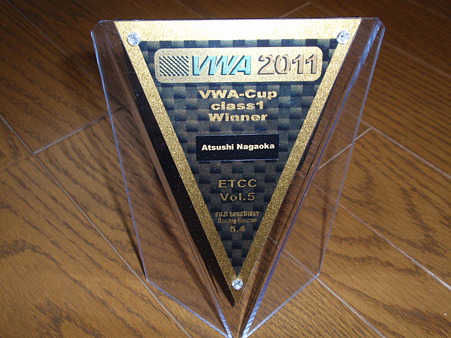 VWA 2011
VWA-Cup
class1
Winner
Atsushi Nagaoka
ETCC
Vol.5
FUJI SPEEDWAY
Racing Course
5.4